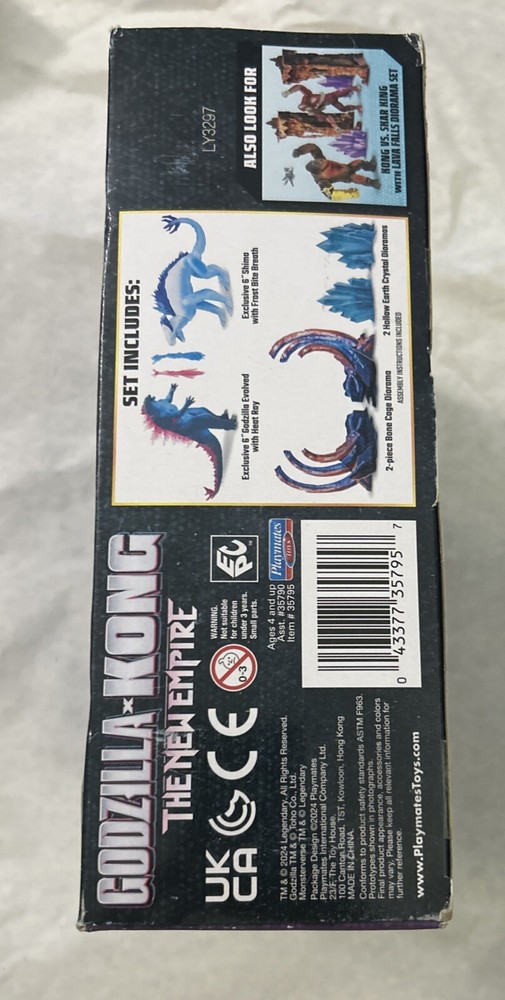 GODZILLA x KONG
THE NEW EMPIRE
UK
CA
CE
0-3
WARNING.
Not suitable
for children
under 3 years.
Small parts.
EPC
Ages 4 and up
Asst. #35790
Item # 35795
Playmates
TOYS
TM & © 2024 Legendary. All Rights Reserved.
Godzilla TM & © Toho Co., Ltd.
Monsterverse TM & © Legendary
Package Design ©2024 Playmates
Playmates International Company Ltd.
23/F, The Toy House,
100 Canton Road, TST, Kowloon, Hong Kong
MADE IN CHINA.
Conforms to product safety standards ASTM F963.
Prototypes shown in photographs.
Final product appearance, accessories and colors
may vary. Please keep all relevant information for
further reference.
www.PlaymatesToys.com
0 43377 35795 7
SET INCLUDES:
Exclusive 6" Godzilla Evolved
with Heat Ray
Exclusive 6" Shimo
with Frost Bite Breath
2-piece Bone Cage Diorama
2 Hollow Earth Crystal Dioramas
ASSEMBLY INSTRUCTIONS INCLUDED
LY3297
ALSO LOOK FOR
KONG VS. SKAR KING
WITH LAVA FALLS DIORAMA SET